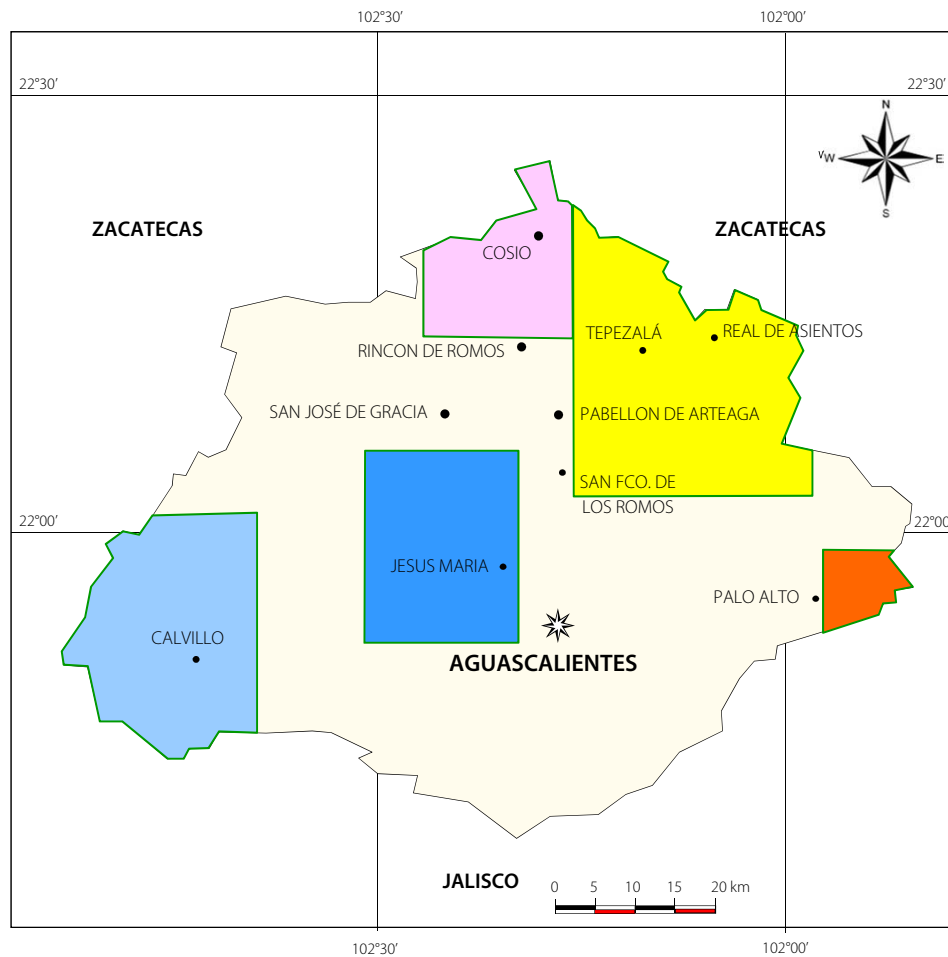 102°30’ 102°00’
22°30’ 22°30’
N
vW E
S
ZACATECAS ZACATECAS
COSIO
TEPEZALÁ REAL DE ASIENTOS
RINCON DE ROMOS
SAN JOSÉ DE GRACIA PABELLON DE ARTEAGA
SAN FCO. DE
LOS ROMOS
22°00’ 22°00’
JESUS MARIA
PALO ALTO
CALVILLO
AGUASCALIENTES
JALISCO
0 5 10 15 20 km
102°30’ 102°00’